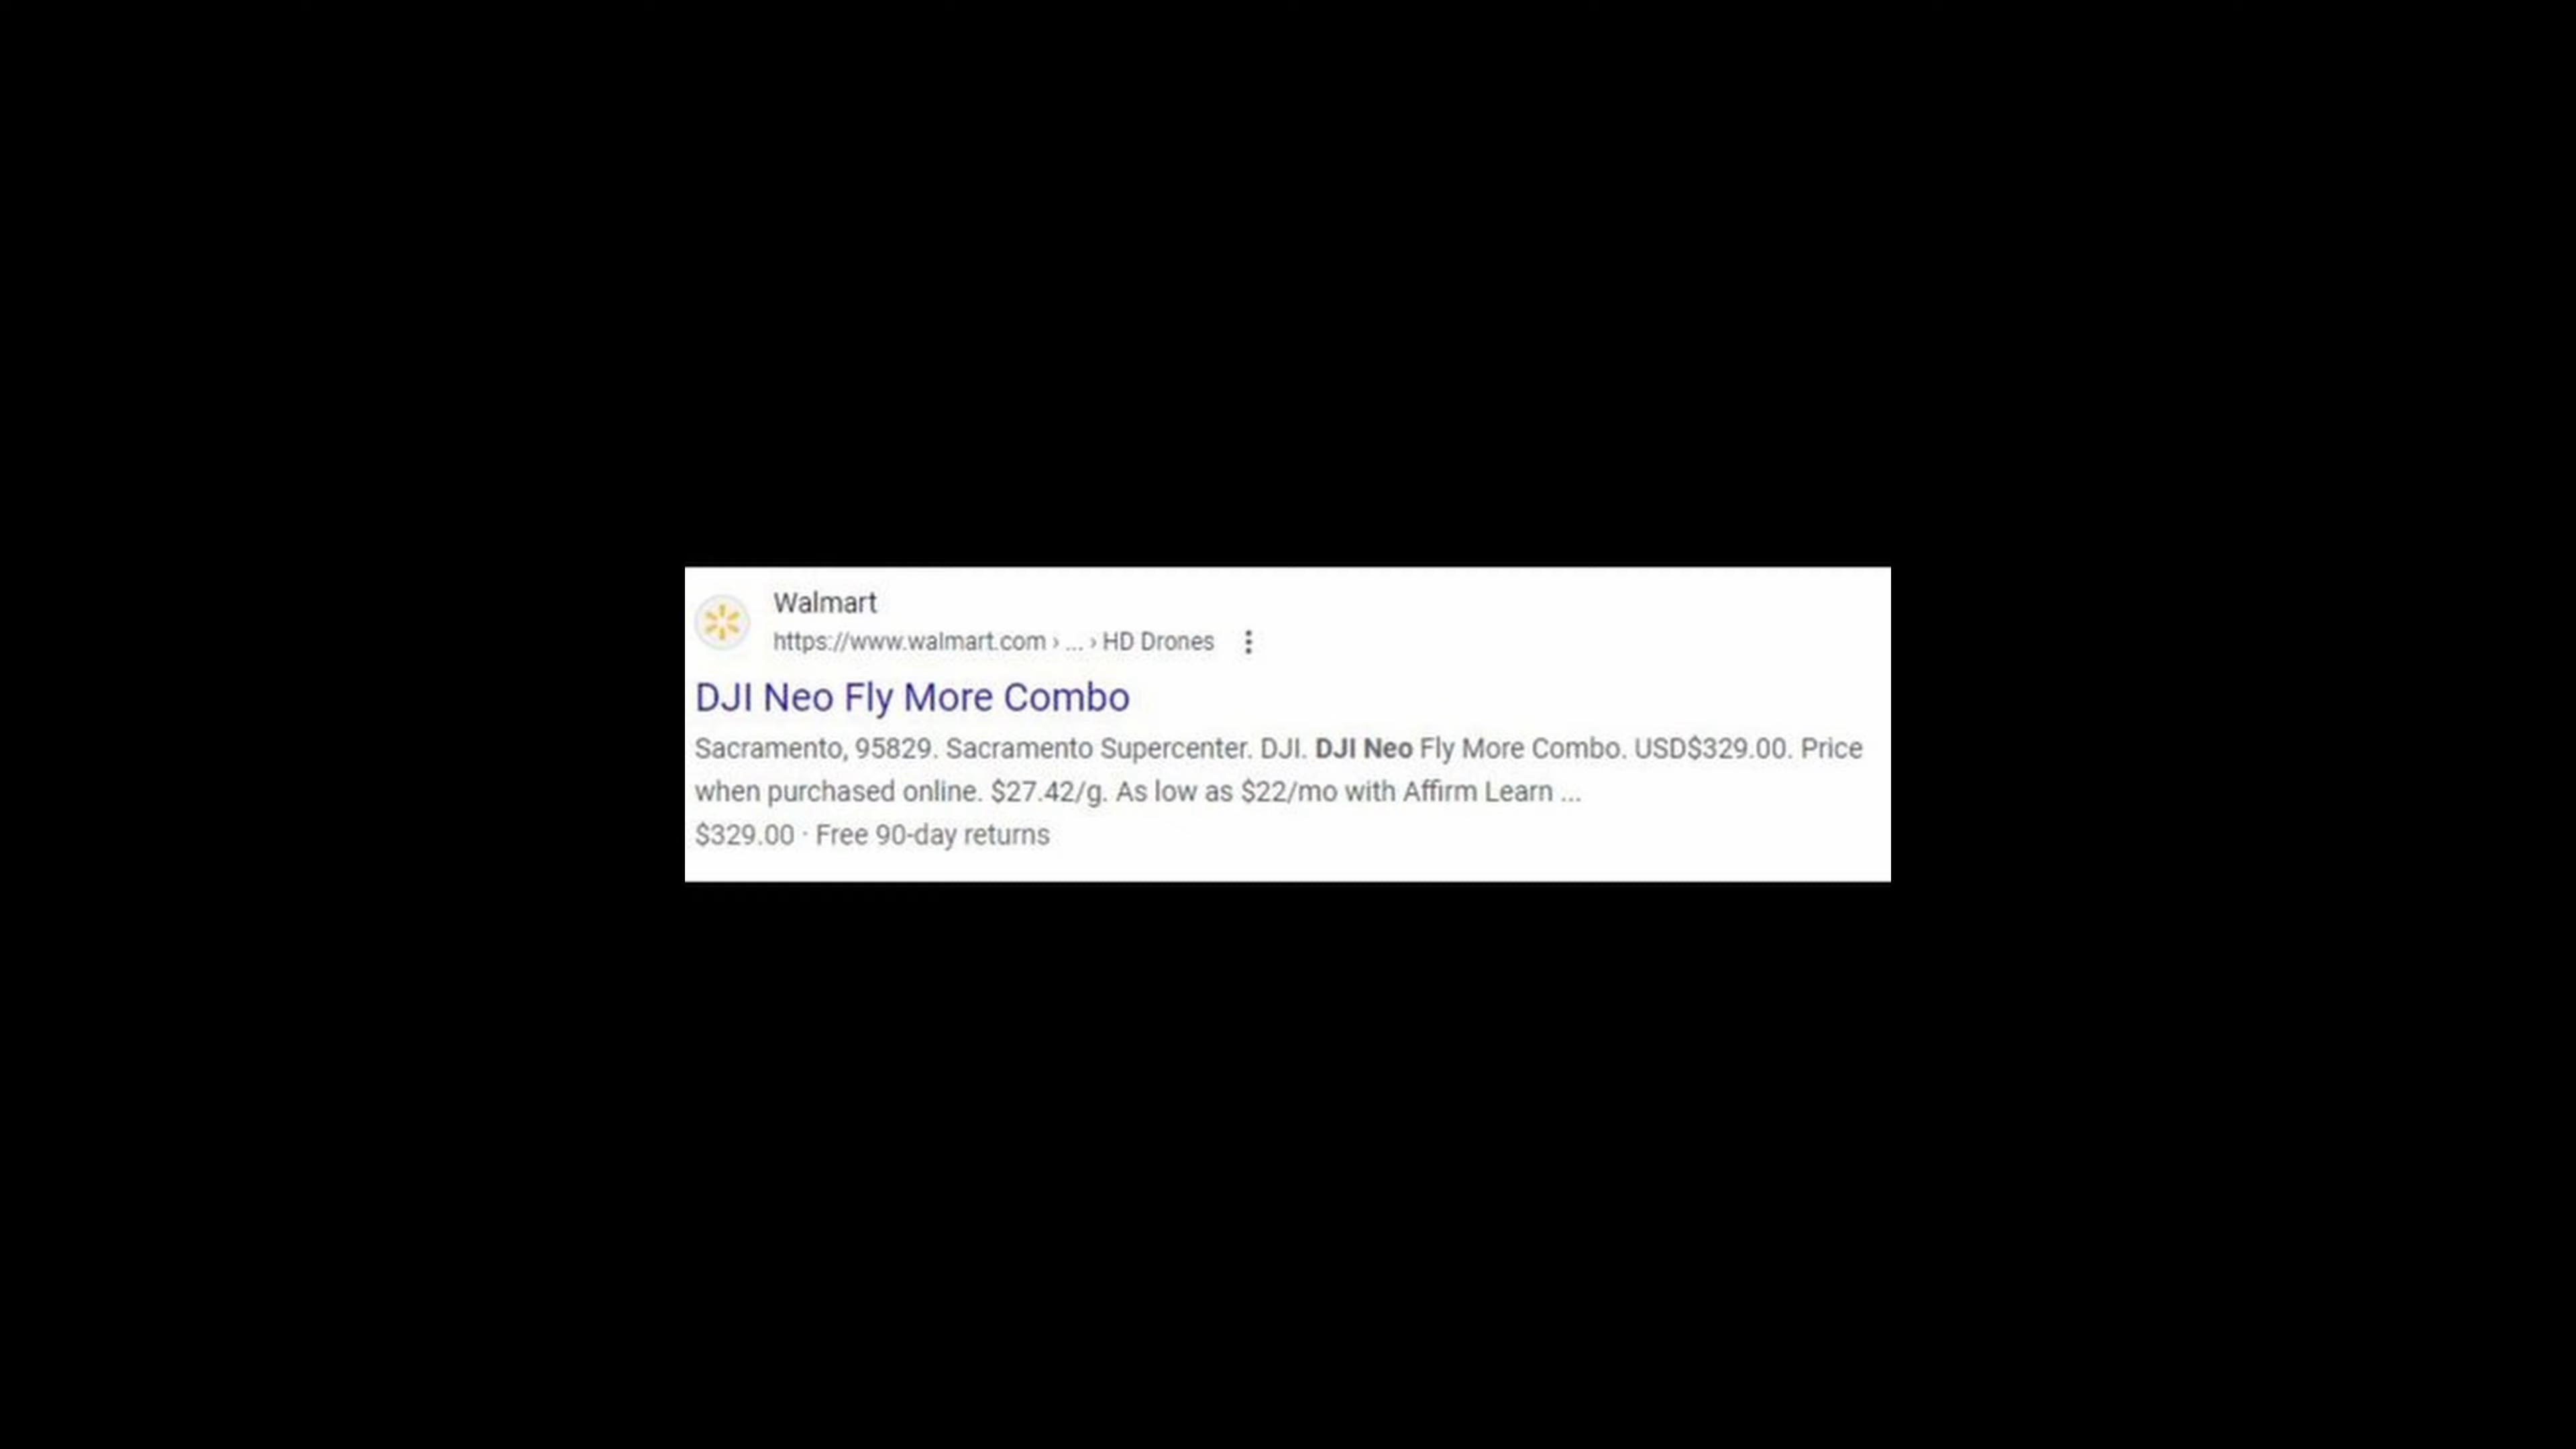 Walmart
https://www.walmart.com › ... › HD Drones
DJI Neo Fly More Combo
Sacramento, 95829. Sacramento Supercenter. DJI. DJI Neo Fly More Combo. USD$329.00. Price
when purchased online. $27.42/g. As low as $22/mo with Affirm Learn ...
$329.00 · Free 90-day returns